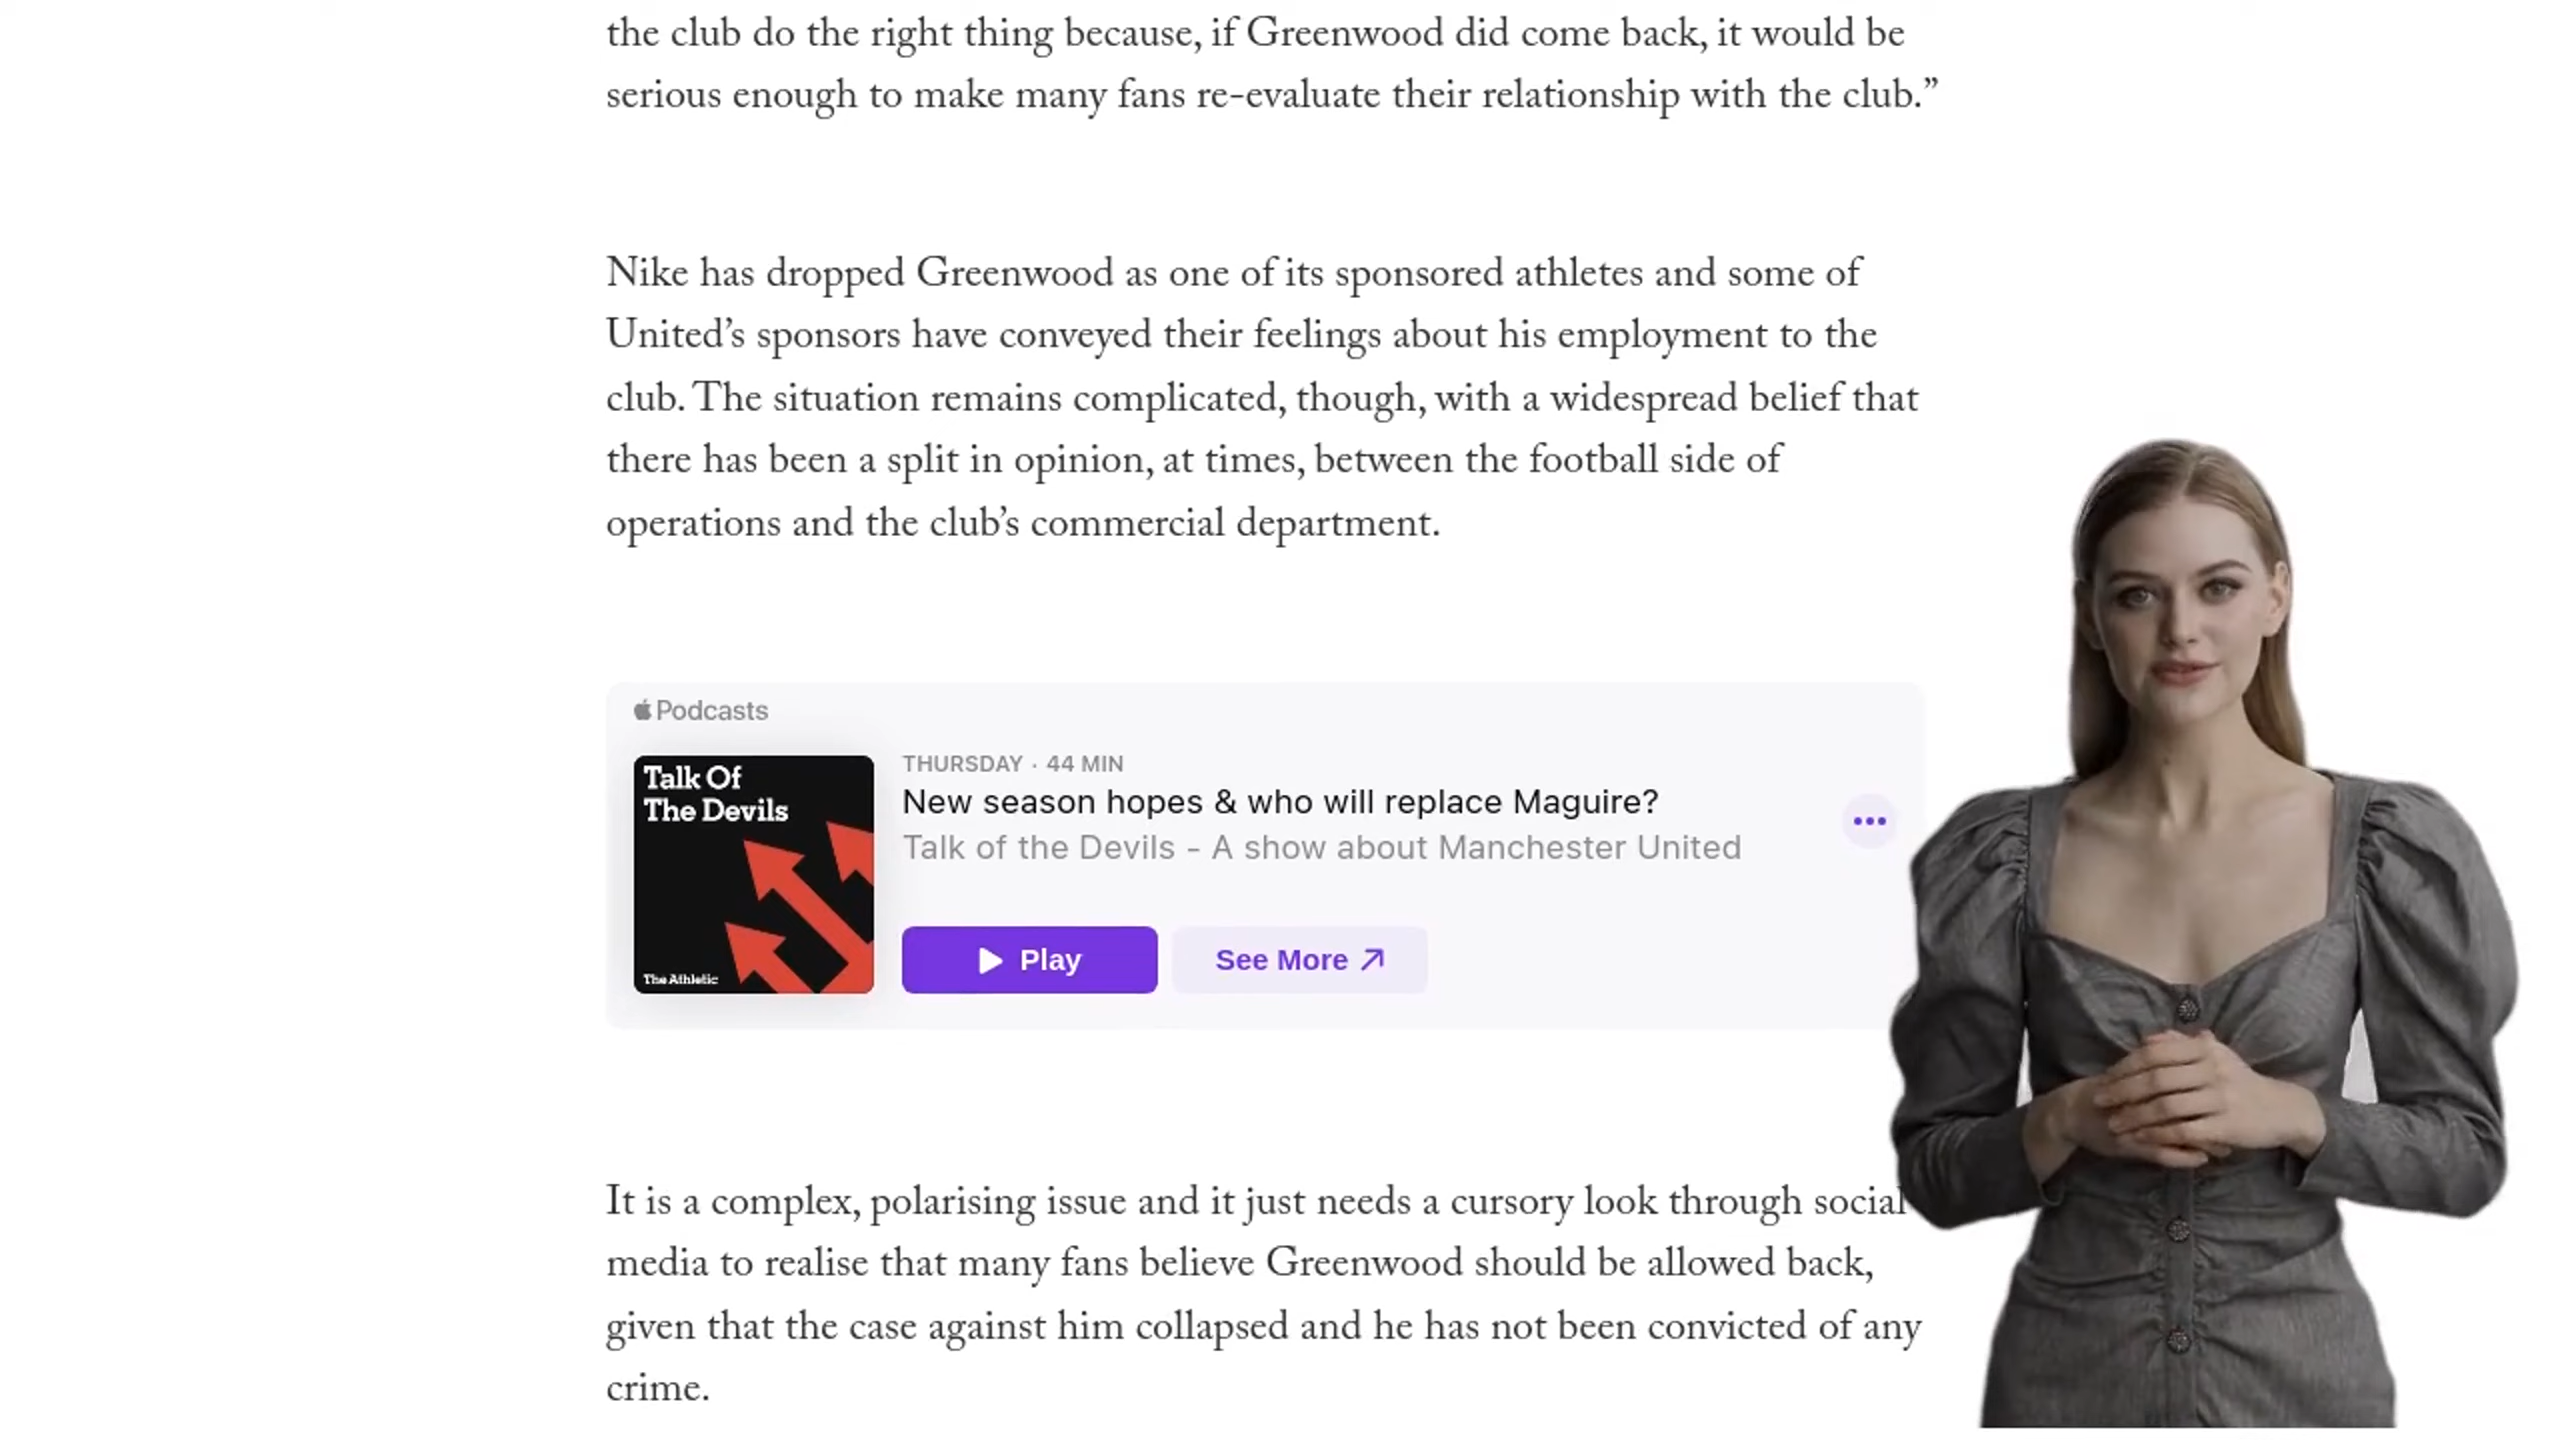 the club do the right thing because, if Greenwood did come back, it would be
serious enough to make many fans re-evaluate their relationship with the club.”
Nike has dropped Greenwood as one of its sponsored athletes and some of
United’s sponsors have conveyed their feelings about his employment to the
club. The situation remains complicated, though, with a widespread belief that
there has been a split in opinion, at times, between the football side of
operations and the club’s commercial department.
Podcasts
Talk Of
The Devils
The Athletic
THURSDAY · 44 MIN
New season hopes & who will replace Maguire?
Talk of the Devils - A show about Manchester United
Play
See More
It is a complex, polarising issue and it just needs a cursory look through social
media to realise that many fans believe Greenwood should be allowed back,
given that the case against him collapsed and he has not been convicted of any
crime.